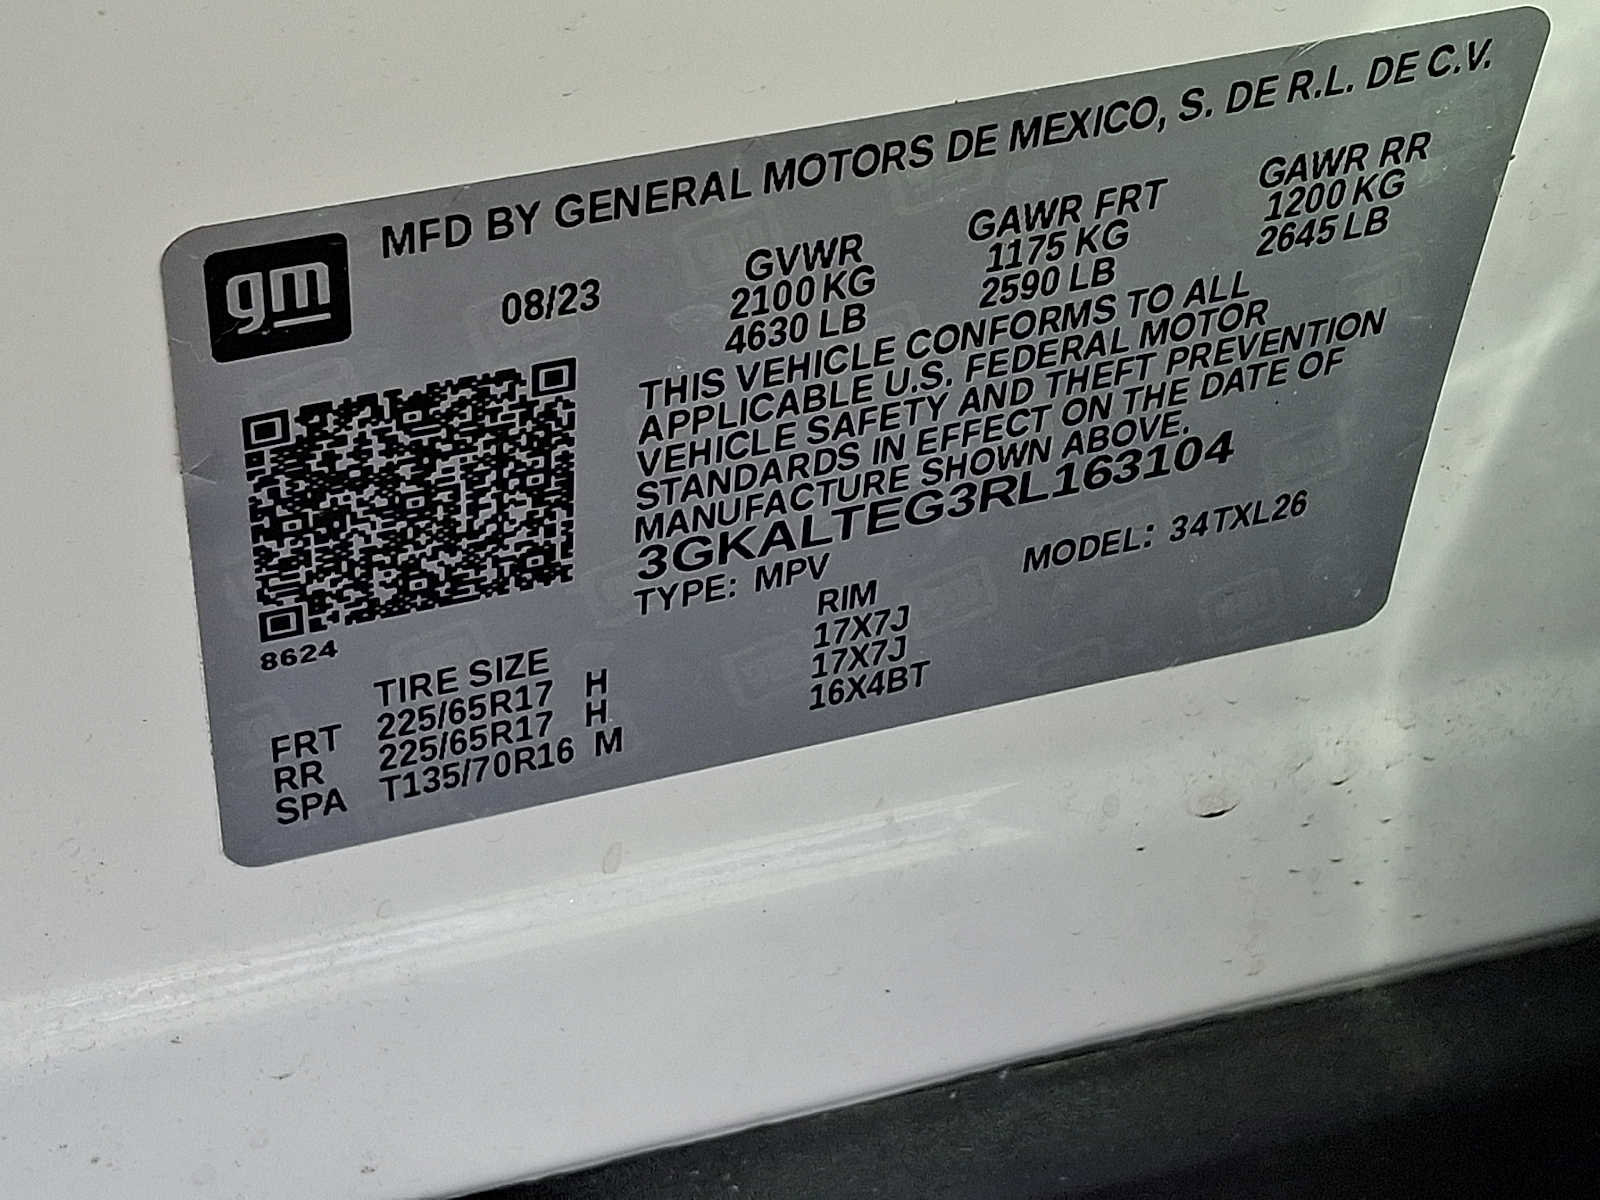 gm
MFD BY GENERAL MOTORS DE MEXICO, S. DE R.L. DE C.V.
08/23
GVWR
2100 KG
4630 LB
GAWR FRT
1175 KG
2590 LB
GAWR RR
1200 KG
2645 LB
THIS VEHICLE CONFORMS TO ALL
APPLICABLE U.S. FEDERAL MOTOR
VEHICLE SAFETY AND THEFT PREVENTION
STANDARDS IN EFFECT ON THE DATE OF
MANUFACTURE SHOWN ABOVE.
3GKALTEG3RL163104
TYPE: MPV
MODEL: 34TXL26
8624
TIRE SIZE
RIM
FRT 225/65R17 H 17X7J
RR 225/65R17 H 17X7J
SPA T135/70R16 M 16X4BT